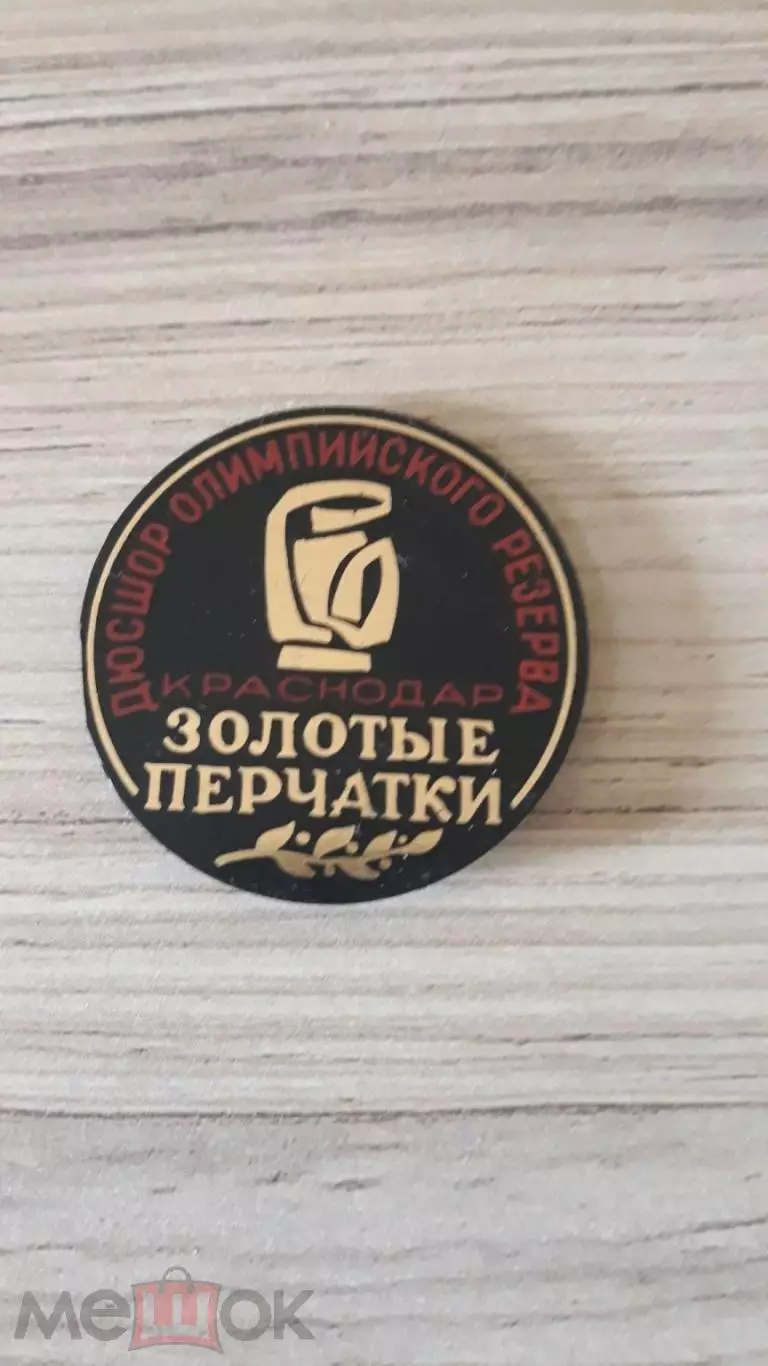 ДЮСШОР ОЛИМПИЙСКОГО РЕЗЕРВА
КРАСНОДАР
ЗОЛОТЫЕ
ПЕРЧАТКИ
мешок